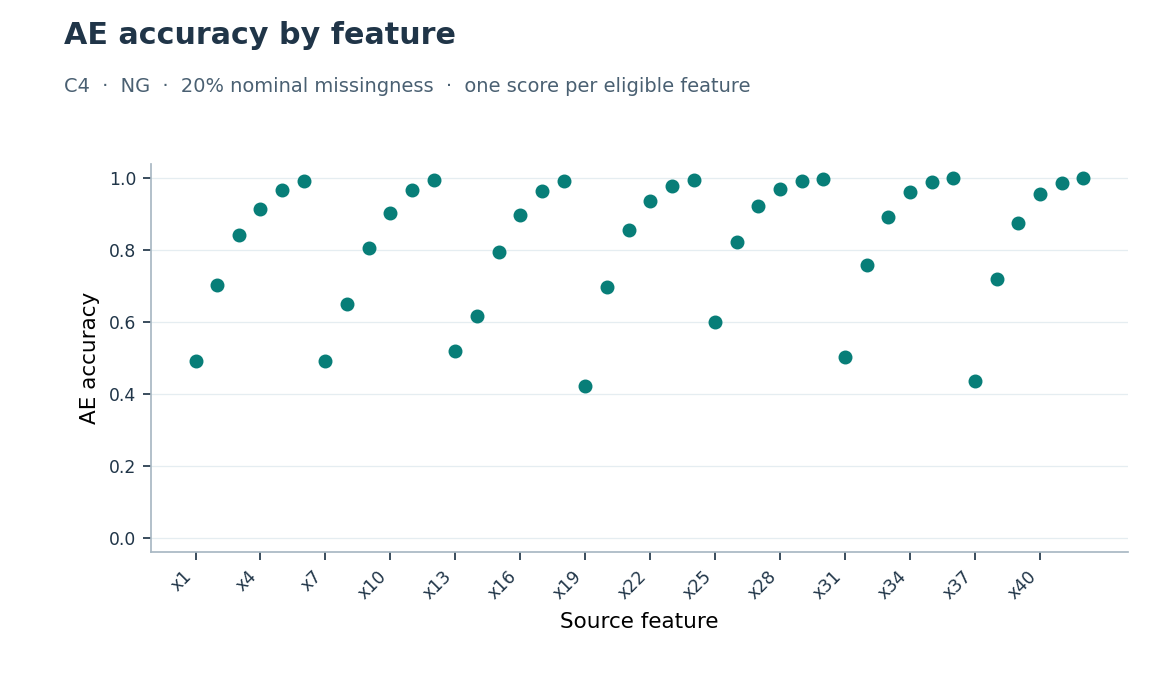 AE accuracy by feature
C4 · NG · 20% nominal missingness · one score per eligible feature
AE accuracy
1.0
0.8
0.6
0.4
0.2
0.0
x1
x4
x7
x10
x13
x16
x19
x22
x25
x28
x31
x34
x37
x40
Source feature